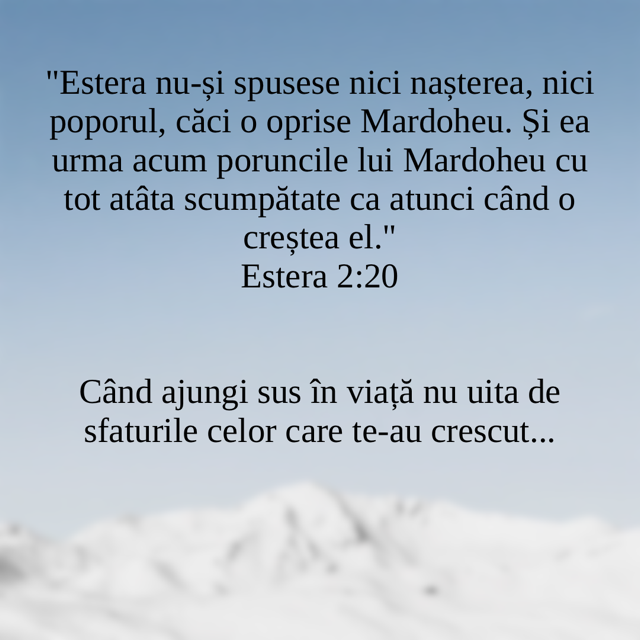 "Estera nu-și spusese nici nașterea, nici
poporul, căci o oprise Mardoheu. Și ea
urma acum poruncile lui Mardoheu cu
tot atâta scumpătate ca atunci când o
creștea el."
Estera 2:20
Când ajungi sus în viață nu uita de
sfaturile celor care te-au crescut...